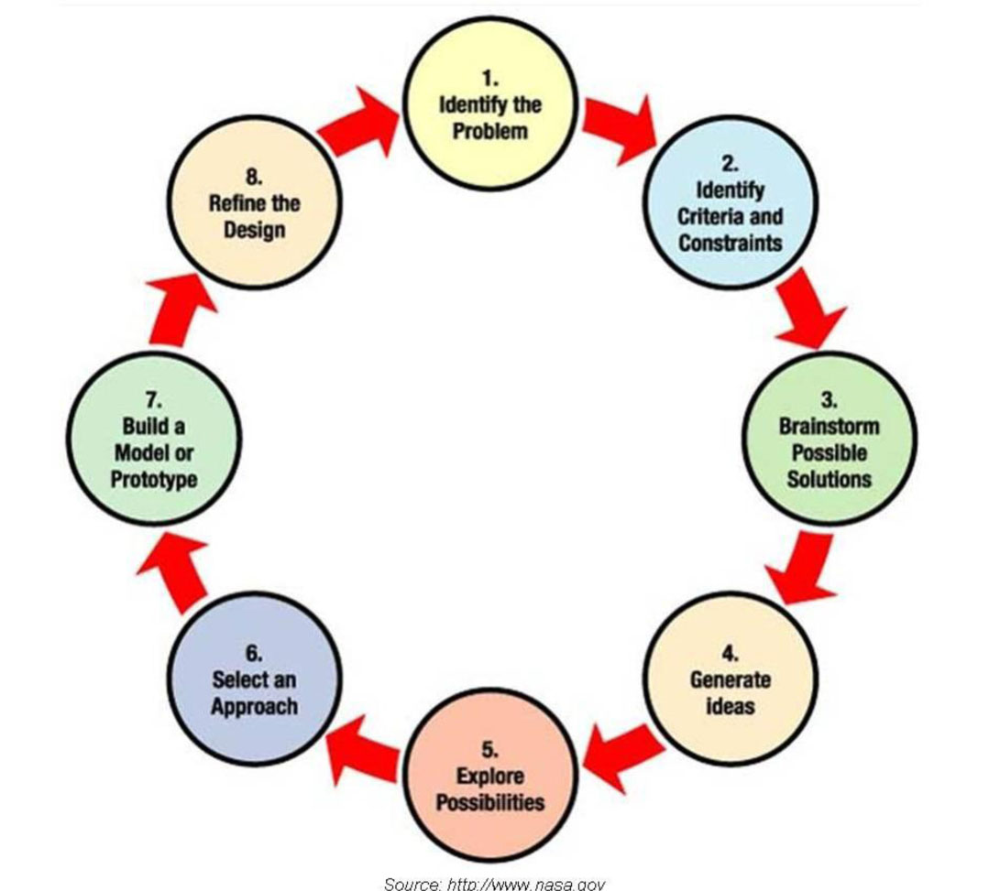 1.
Identify the
Problem
2.
Identify
Criteria and
Constraints
3.
Brainstorm
Possible
Solutions
4.
Generate
ideas
5.
Explore
Possibilities
6.
Select an
Approach
7.
Build a
Model or
Prototype
8.
Refine the
Design
Source: http://www.nasa.gov